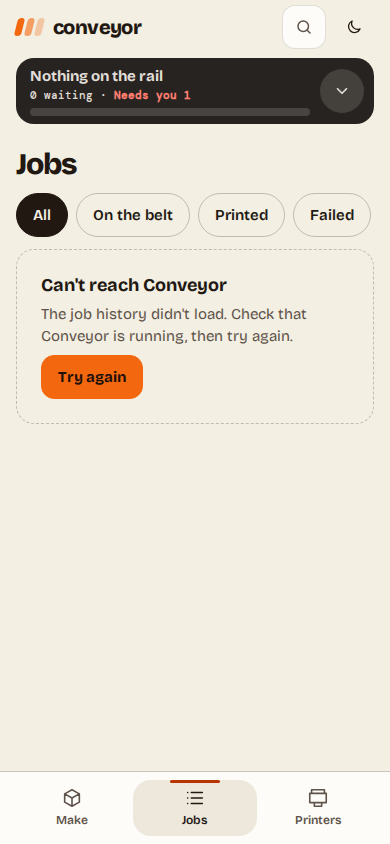 conveyor
Nothing on the rail
0 waiting · Needs you 1
Jobs
All
On the belt
Printed
Failed
Can't reach Conveyor
The job history didn't load. Check that
Conveyor is running, then try again.
Try again
Make
Jobs
Printers